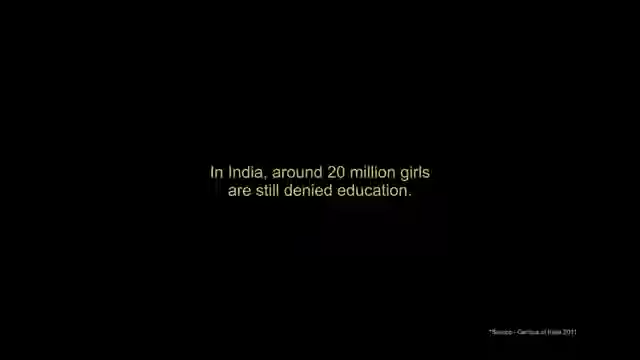 In India, around 20 million girls
are still denied education.
*Source - Census of India 2011